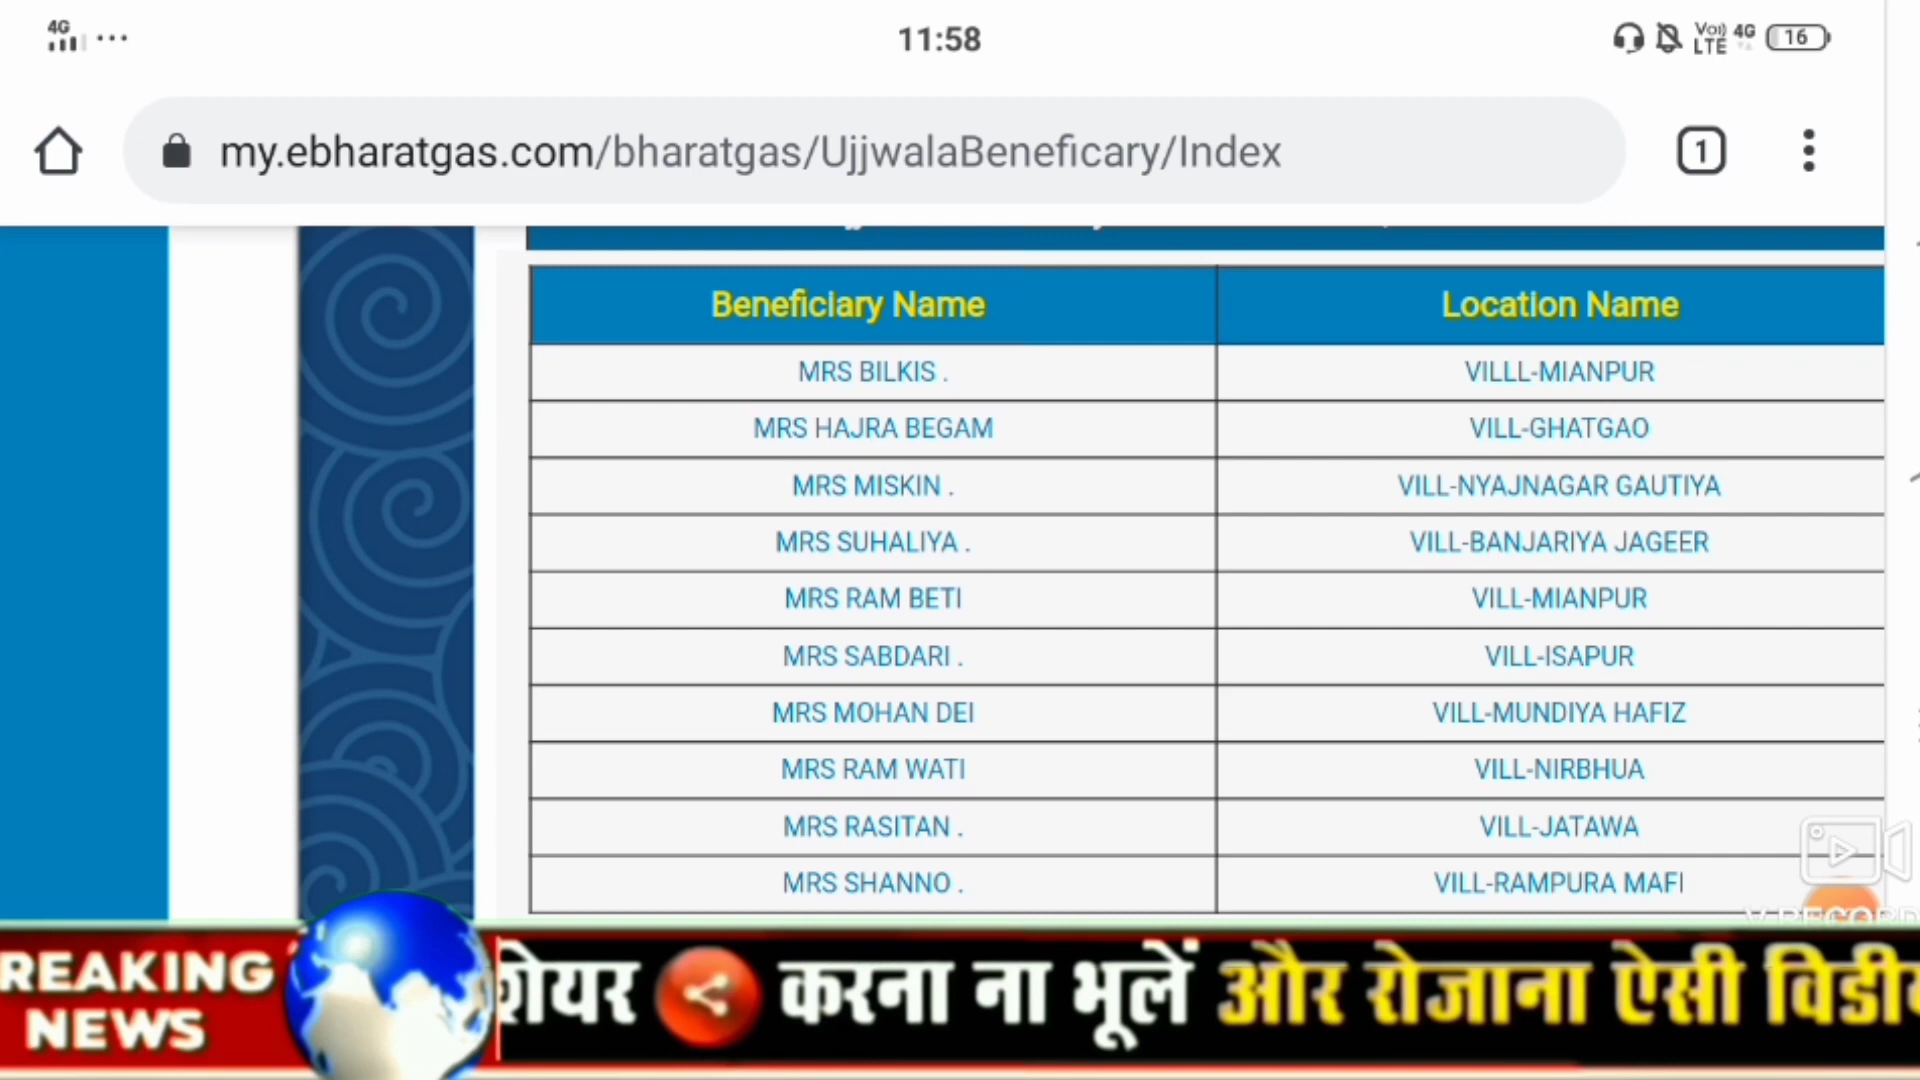 4G 11:58 Vo) LTE 4G 16
my.ebharatgas.com/bharatgas/UjjwalaBeneficary/Index 1
Beneficiary Name Location Name
MRS BILKIS . VILLL-MIANPUR
MRS HAJRA BEGAM VILL-GHATGAO
MRS MISKIN . VILL-NYAJNAGAR GAUTIYA
MRS SUHALIYA . VILL-BANJARIYA JAGEER
MRS RAM BETI VILL-MIANPUR
MRS SABDARI . VILL-ISAPUR
MRS MOHAN DEI VILL-MUNDIYA HAFIZ
MRS RAM WATI VILL-NIRBHUA
MRS RASITAN . VILL-JATAWA
MRS SHANNO . VILL-RAMPURA MAFI
V RECORD
REAKING
NEWS
शेयर करना ना भूलें और रोजाना ऐसी